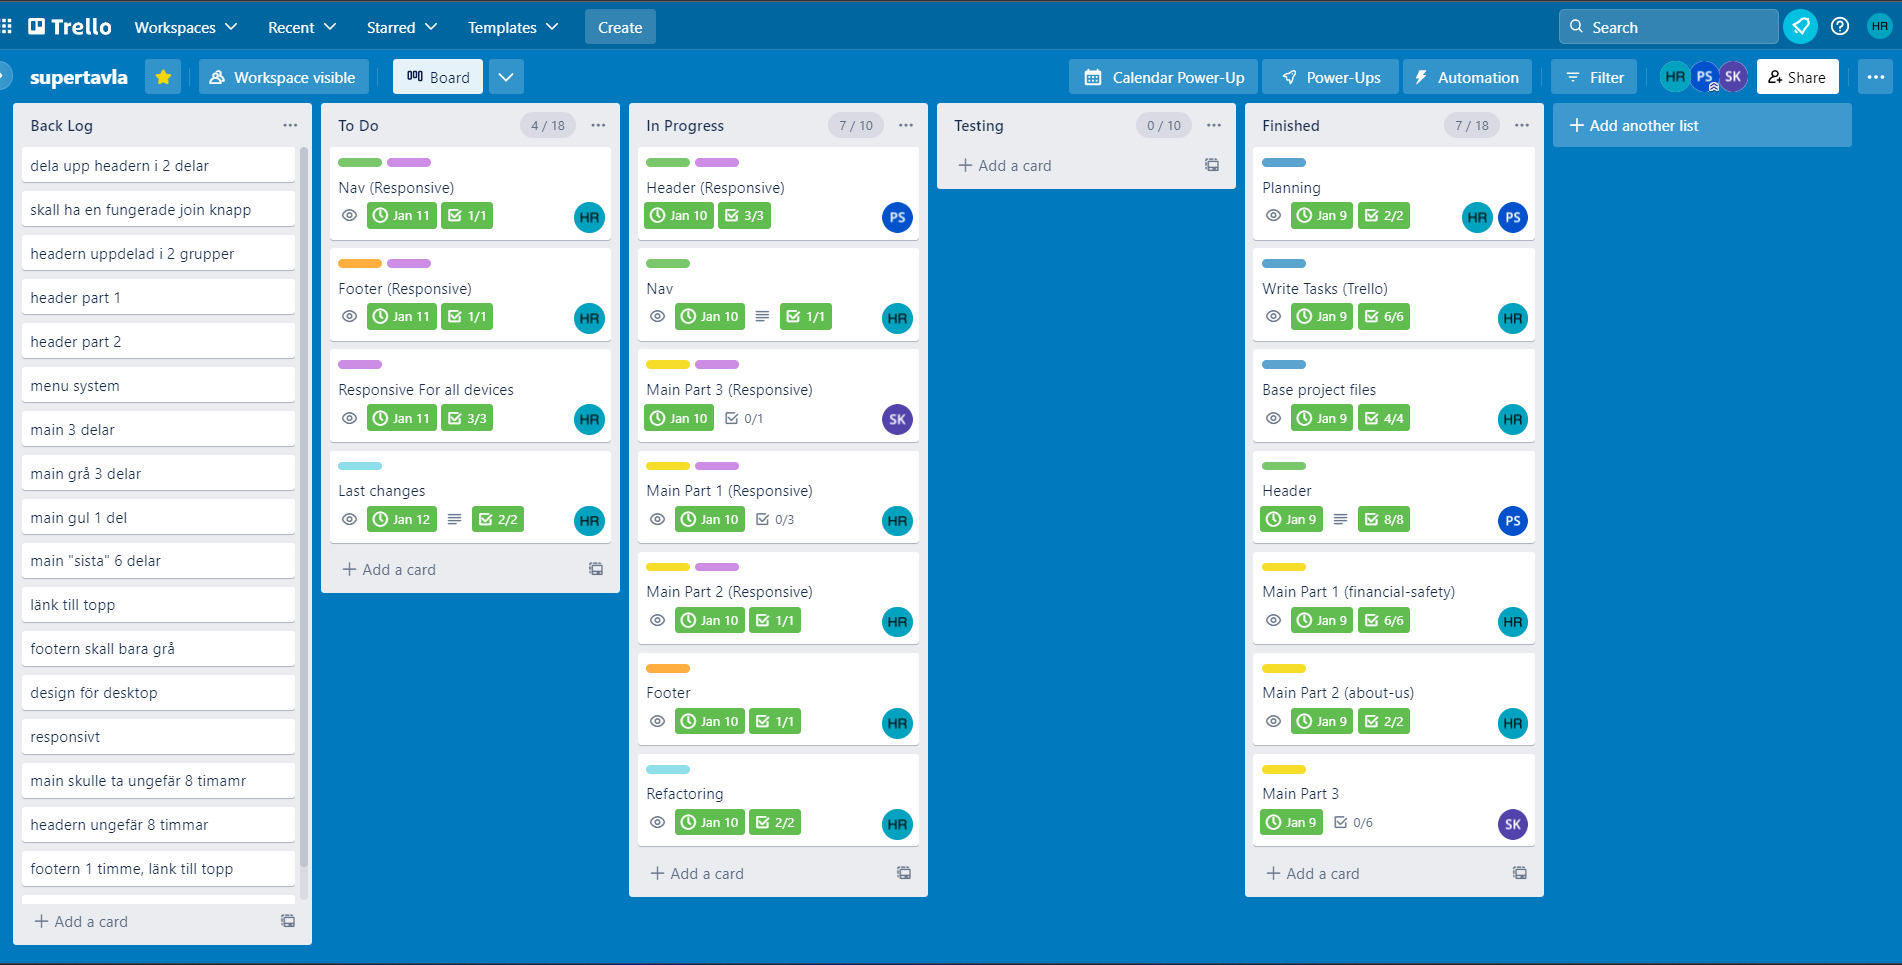 Trello Workspaces Recent Starred Templates Create Search HR
supertavla Workspace visible Board Calendar Power-Up Power-Ups Automation Filter HR PS SK Share
Back Log
dela upp headern i 2 delar
skall ha en fungerade join knapp
headern uppdelad i 2 grupper
header part 1
header part 2
menu system
main 3 delar
main grå 3 delar
main gul 1 del
main "sista" 6 delar
länk till topp
footern skall bara grå
design för desktop
responsivt
main skulle ta ungefär 8 timamr
headern ungefär 8 timmar
footern 1 timme, länk till topp
Add a card
To Do 4 / 18
Nav (Responsive)
Jan 11 1/1 HR
Footer (Responsive)
Jan 11 1/1 HR
Responsive For all devices
Jan 11 3/3 HR
Last changes
Jan 12 2/2 HR
Add a card
In Progress 7 / 10
Header (Responsive)
Jan 10 3/3 PS
Nav
Jan 10 1/1 HR
Main Part 3 (Responsive)
Jan 10 0/1 SK
Main Part 1 (Responsive)
Jan 10 0/3 HR
Main Part 2 (Responsive)
Jan 10 1/1 HR
Footer
Jan 10 1/1 HR
Refactoring
Jan 10 2/2 HR
Add a card
Testing 0 / 10
Add a card
Finished 7 / 18
Planning
Jan 9 2/2 HR PS
Write Tasks (Trello)
Jan 9 6/6 HR
Base project files
Jan 9 4/4 HR
Header
Jan 9 8/8 PS
Main Part 1 (financial-safety)
Jan 9 6/6 HR
Main Part 2 (about-us)
Jan 9 2/2 HR
Main Part 3
Jan 9 0/6 SK
Add a card
Add another list